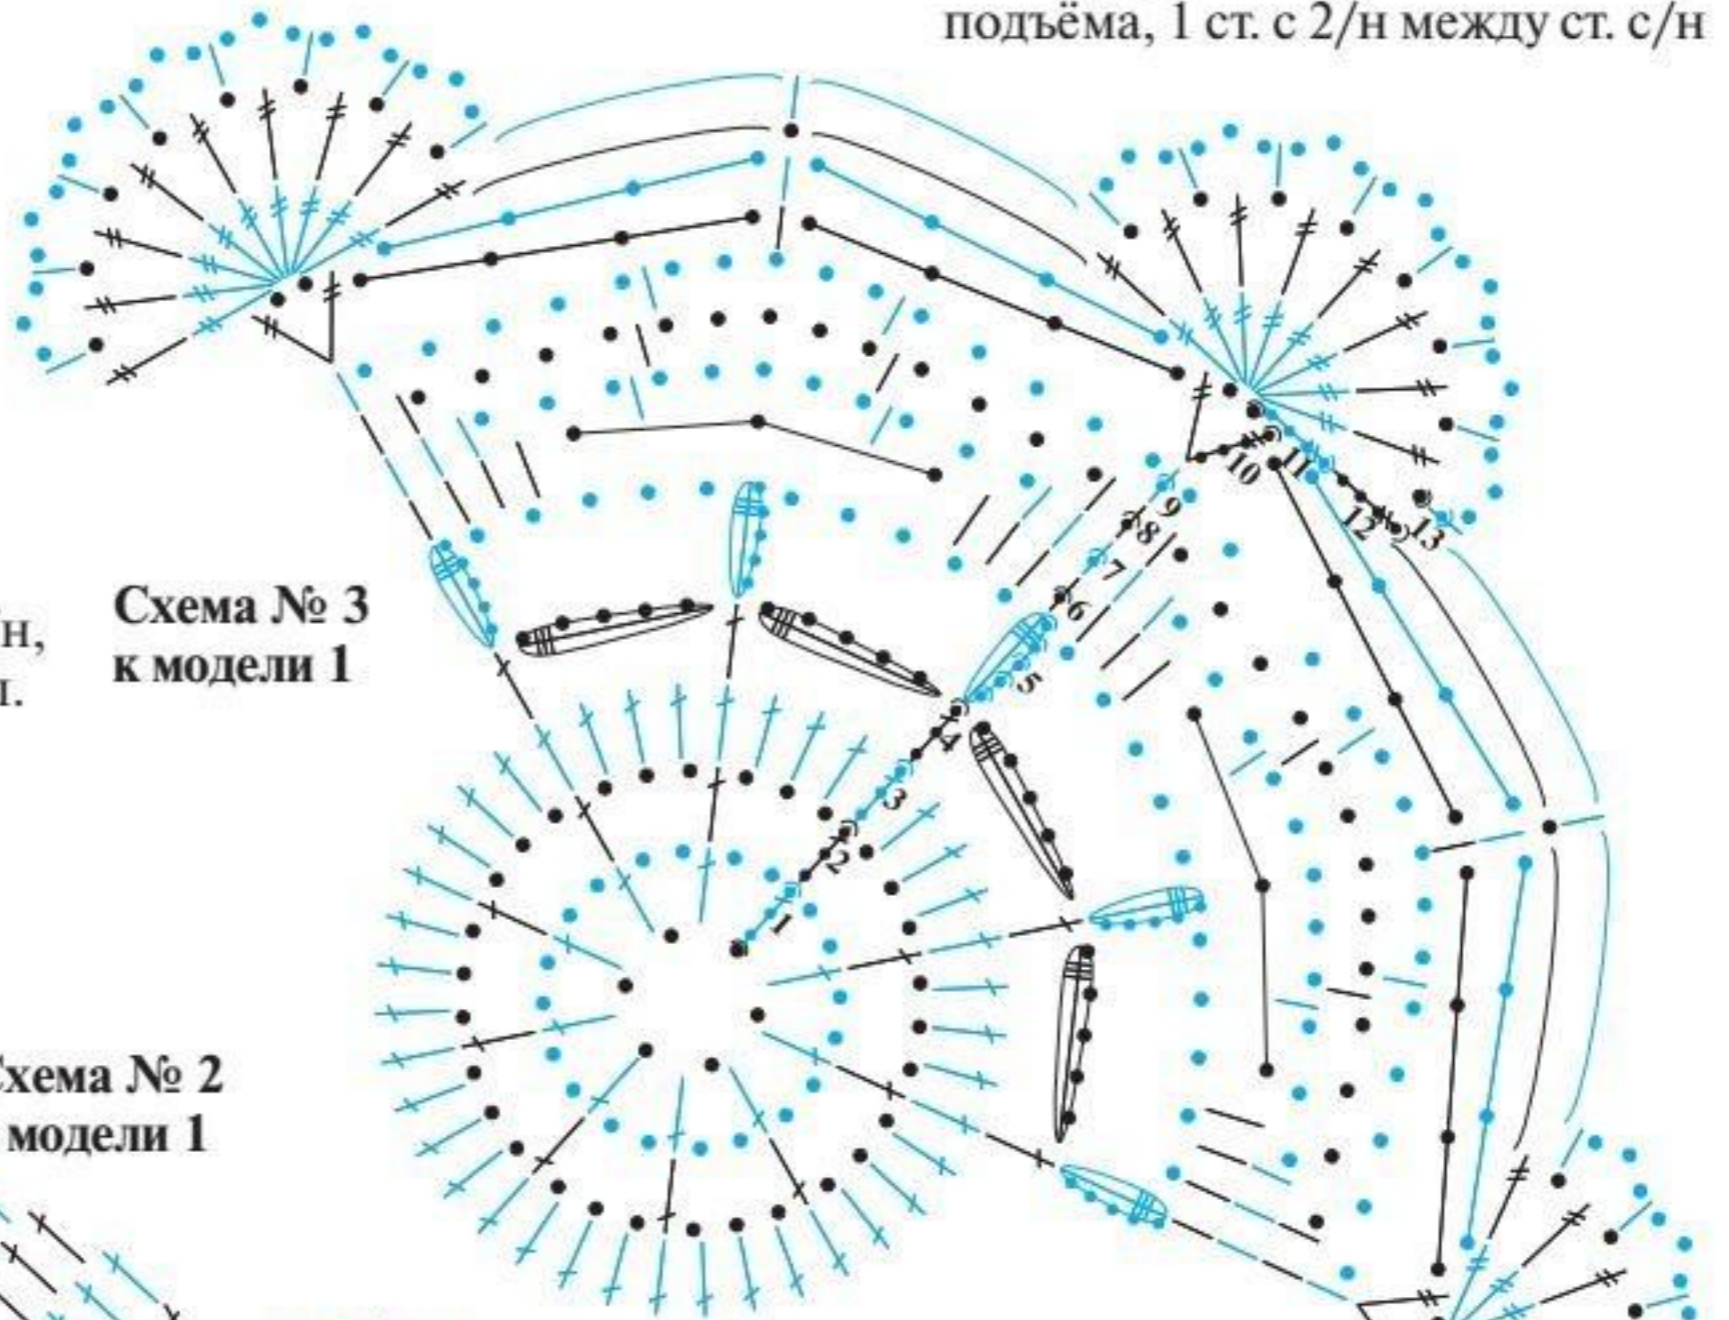 подъёма, 1 ст. с 2/н между ст. с/н
Схема № 3
к модели 1
н,
Схема № 2
модели 1
13
12
11
10
9
8
7
6
5
4
3
2
1